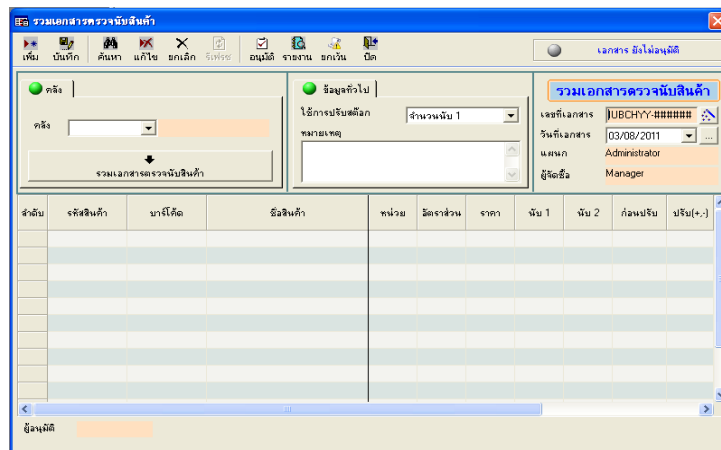 รวมเอกสารตรวจนับสินค้า
เพิ่ม บันทึก ค้นหา แก้ไข ยกเลิก รีเฟรช อนุมัติ รายงาน ยกเว้น ปิด
เอกสาร ยังไม่อนุมัติ
คลัง
คลัง
รวมเอกสารตรวจนับสินค้า
ข้อมูลทั่วไป
ใช้การปรับสต๊อก จำนวนนับ 1
หมายเหตุ
รวมเอกสารตรวจนับสินค้า
เลขที่เอกสาร JUBCHYY-######
วันที่เอกสาร 03/08/2011 ...
แผนก Administrator
ผู้จัดซื้อ Manager
ลำดับ รหัสสินค้า บาร์โค้ด ชื่อสินค้า หน่วย อัตราส่วน ราคา นับ 1 นับ 2 ก่อนปรับ ปรับ(+,-)
ผู้อนุมัติ